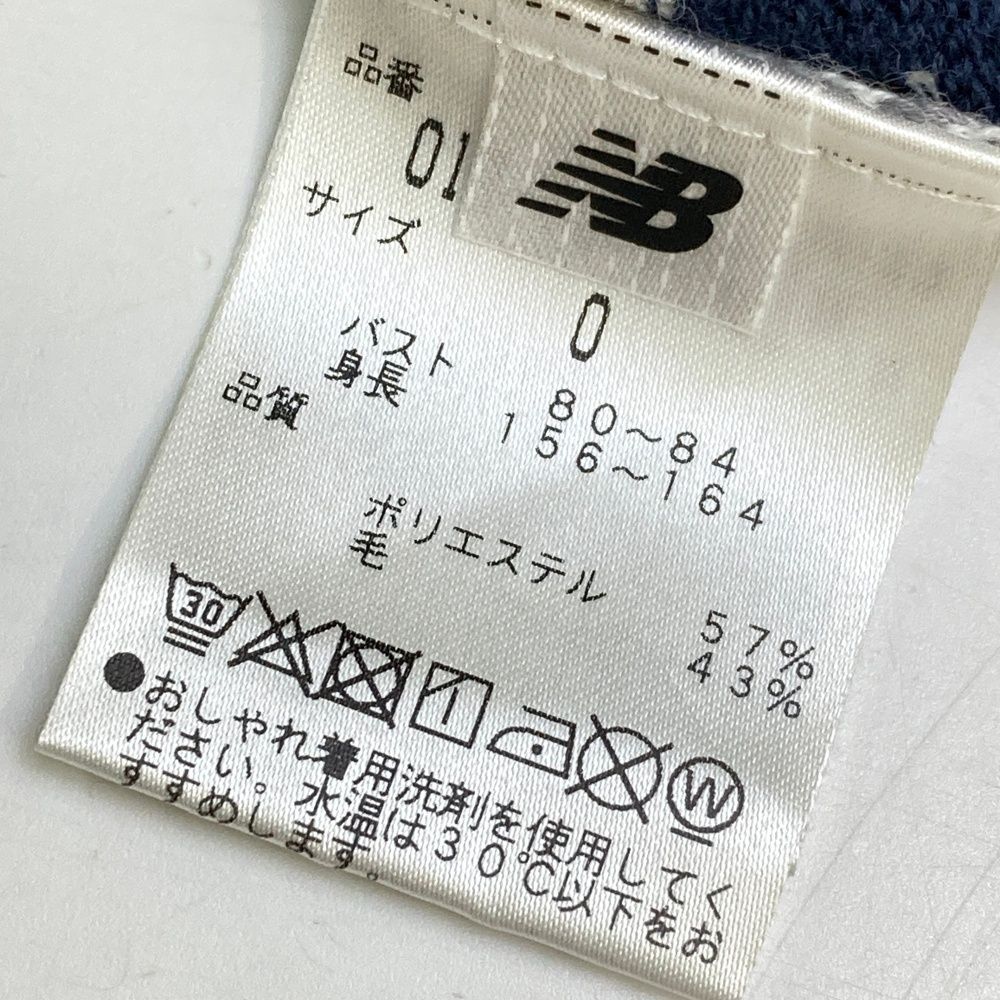 品番
01
NB
サイズ
0
バスト 80～84
身長 156～164
品質
ポリエステル 57%
毛 43%
30
W
●おしゃれ着用洗剤を使用してく
ださい。水温は30℃以下をお
すすめします。